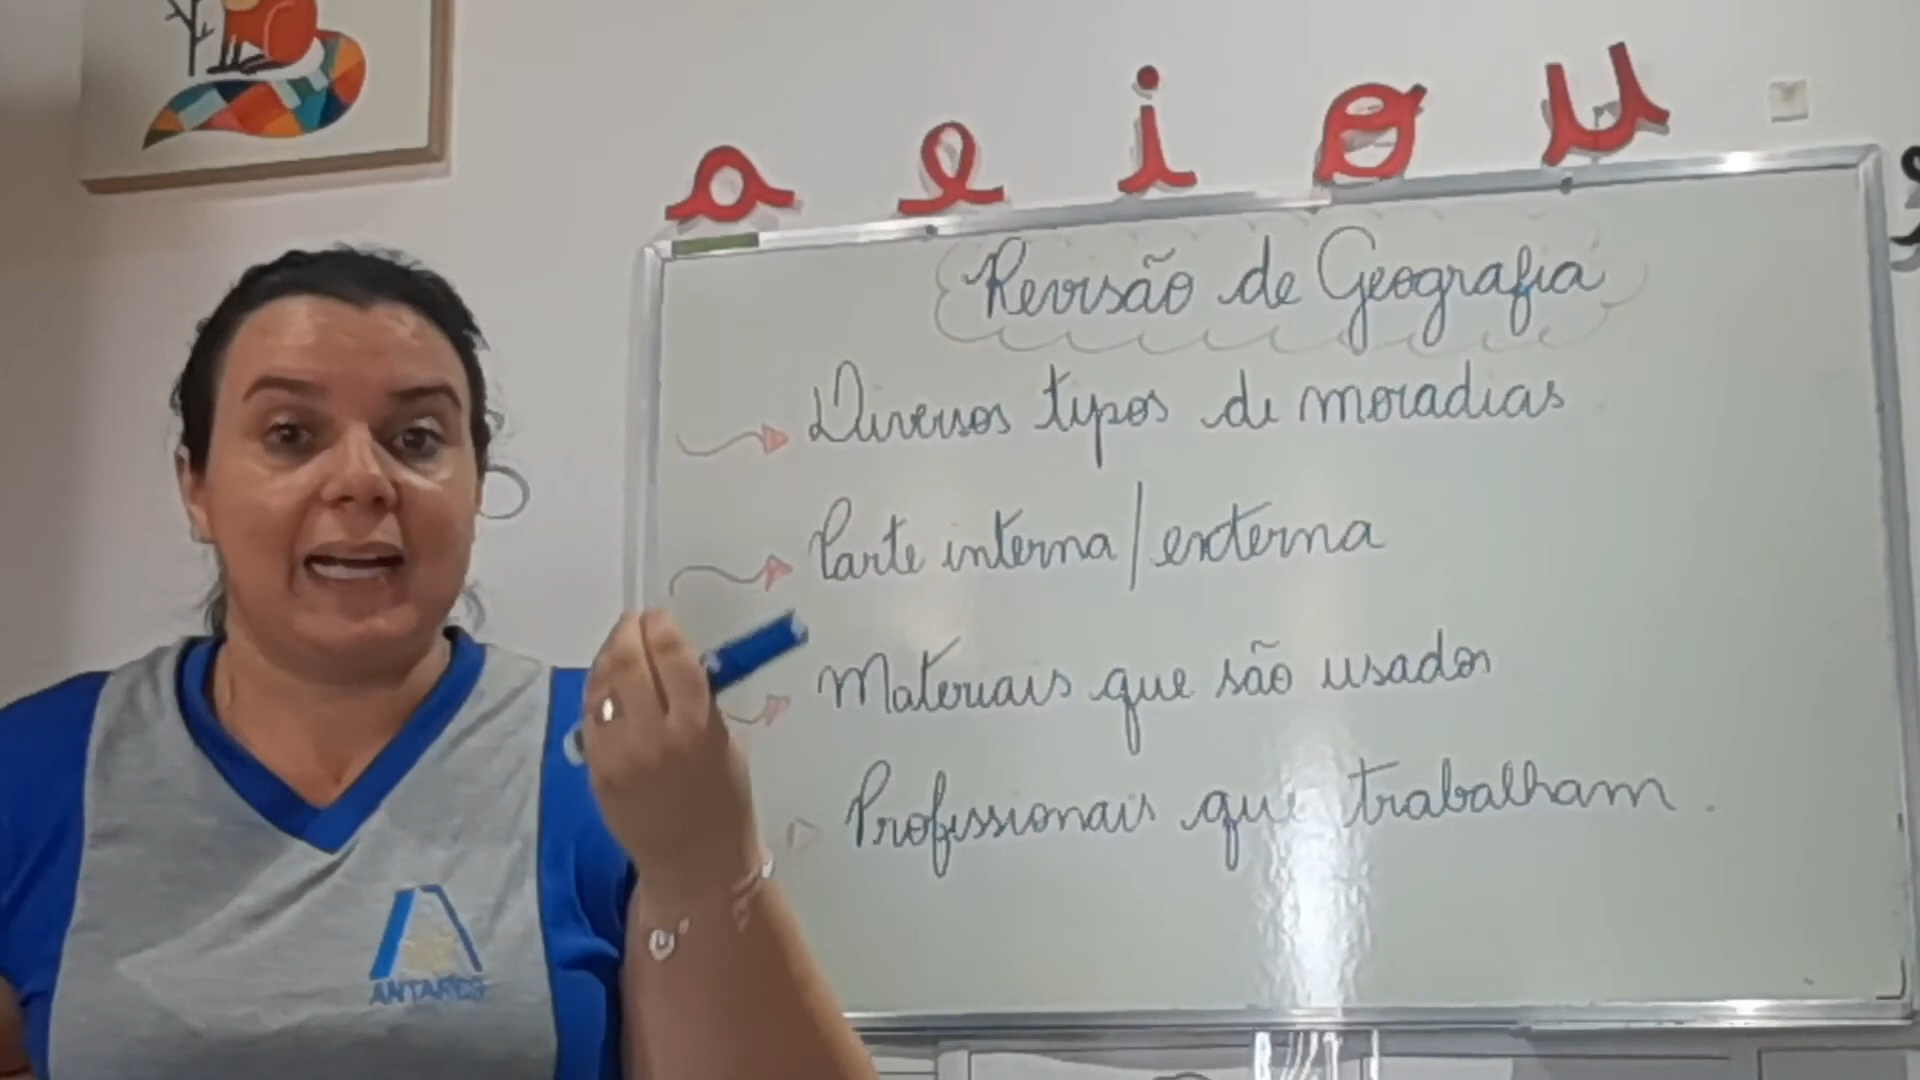 a e i o u
Revisão de Geografia
Diversos tipos de moradias
Parte interna/externa
Materiais que são usados
Profissionais que trabalham.
ANTARES